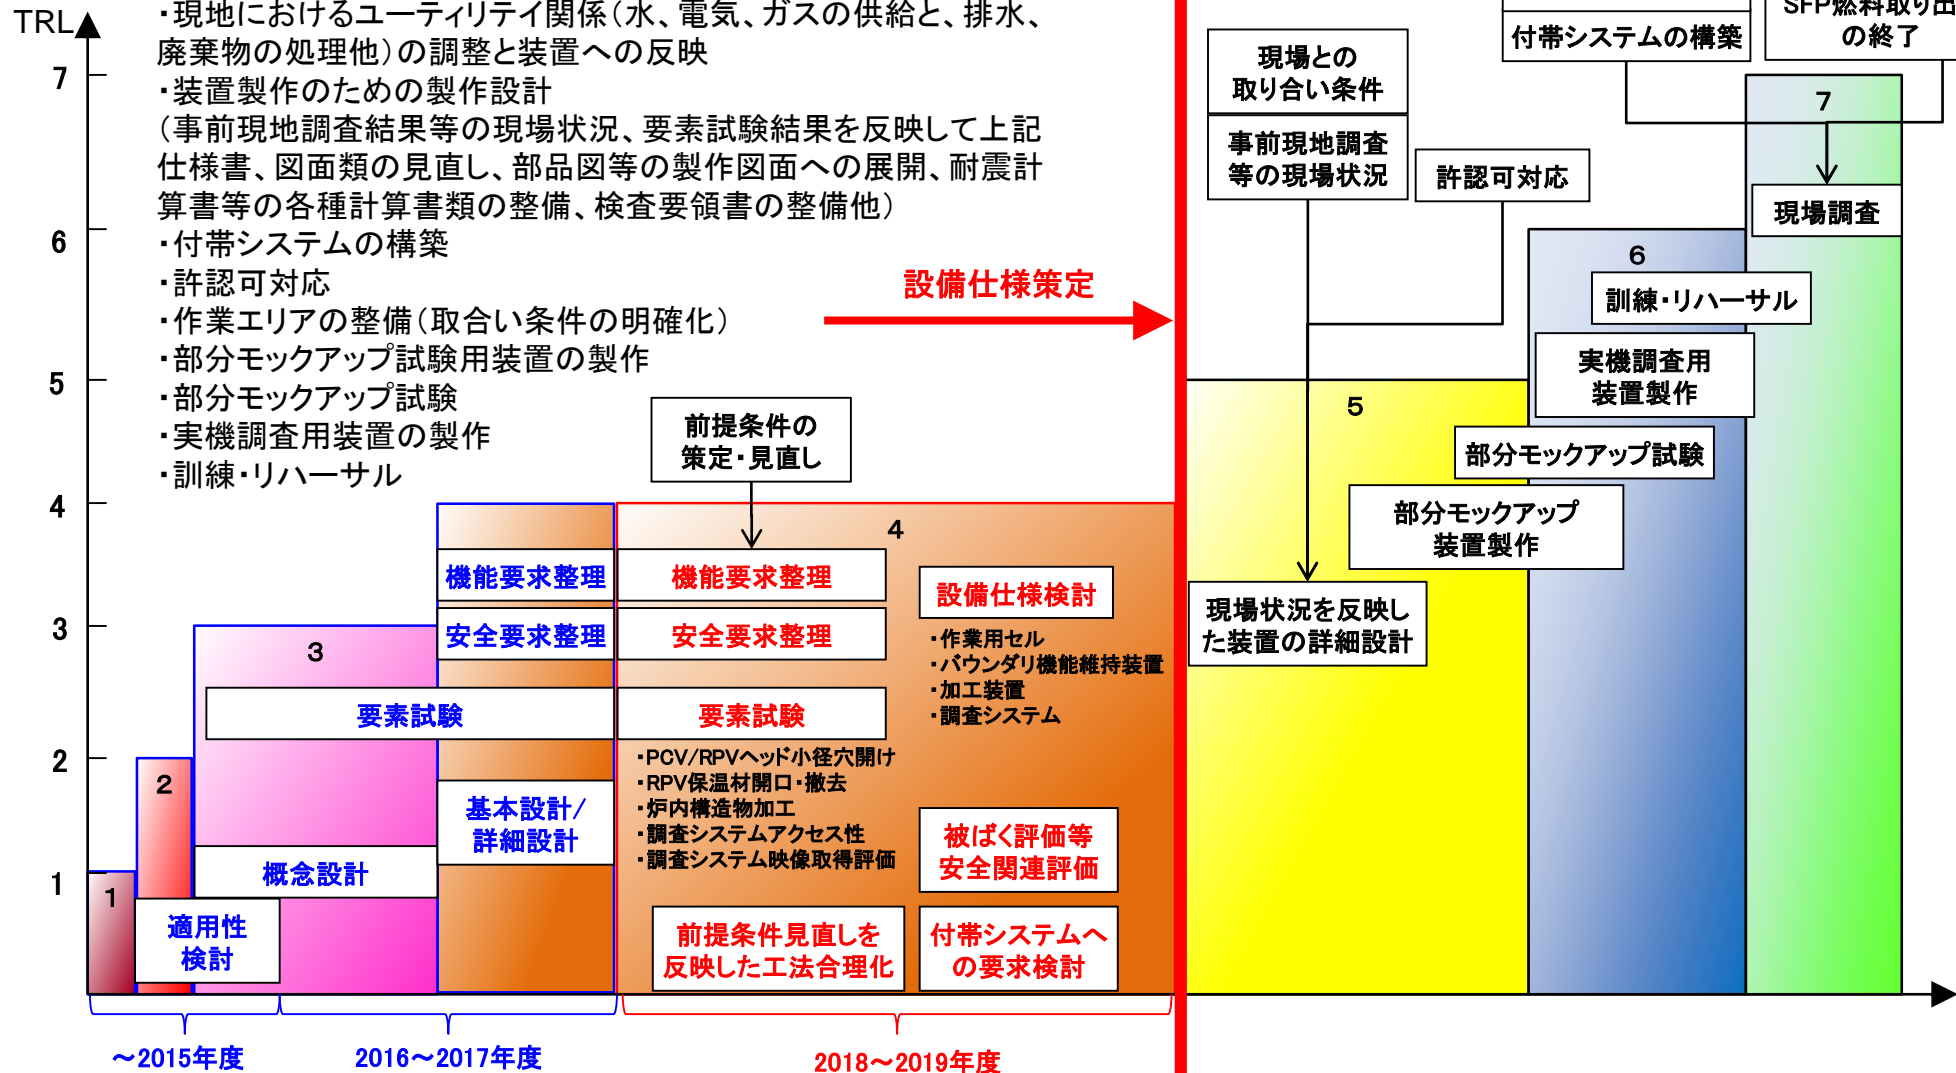 TRL
・現地におけるユーティリテイ関係（水、電気、ガスの供給と、排水、
廃棄物の処理他）の調整と装置への反映
・装置製作のための製作設計
（事前現地調査結果等の現場状況、要素試験結果を反映して上記
仕様書、図面類の見直し、部品図等の製作図面への展開、耐震計
算書等の各種計算書類の整備、検査要領書の整備他）
・付帯システムの構築
・許認可対応
・作業エリアの整備（取合い条件の明確化）
・部分モックアップ試験用装置の製作
・部分モックアップ試験
・実機調査用装置の製作
・訓練・リハーサル
7
6
5
4
3
2
1
設備仕様策定
現場との
取り合い条件
事前現地調査
等の現場状況
許認可対応
付帯システムの構築
SFP燃料取り出
の終了
7
現場調査
6
訓練・リハーサル
実機調査用
装置製作
5
部分モックアップ試験
部分モックアップ
装置製作
現場状況を反映し
た装置の詳細設計
前提条件の
策定・見直し
4
機能要求整理
安全要求整理
要素試験
・PCV/RPVヘッド小径穴開け
・RPV保温材開口・撤去
・炉内構造物加工
・調査システムアクセス性
・調査システム映像取得評価
前提条件見直しを
反映した工法合理化
設備仕様検討
・作業用セル
・バウンダリ機能維持装置
・加工装置
・調査システム
被ばく評価等
安全関連評価
付帯システムへ
の要求検討
機能要求整理
安全要求整理
3
要素試験
基本設計/
詳細設計
概念設計
2
1
適用性
検討
～2015年度
2016～2017年度
2018～2019年度